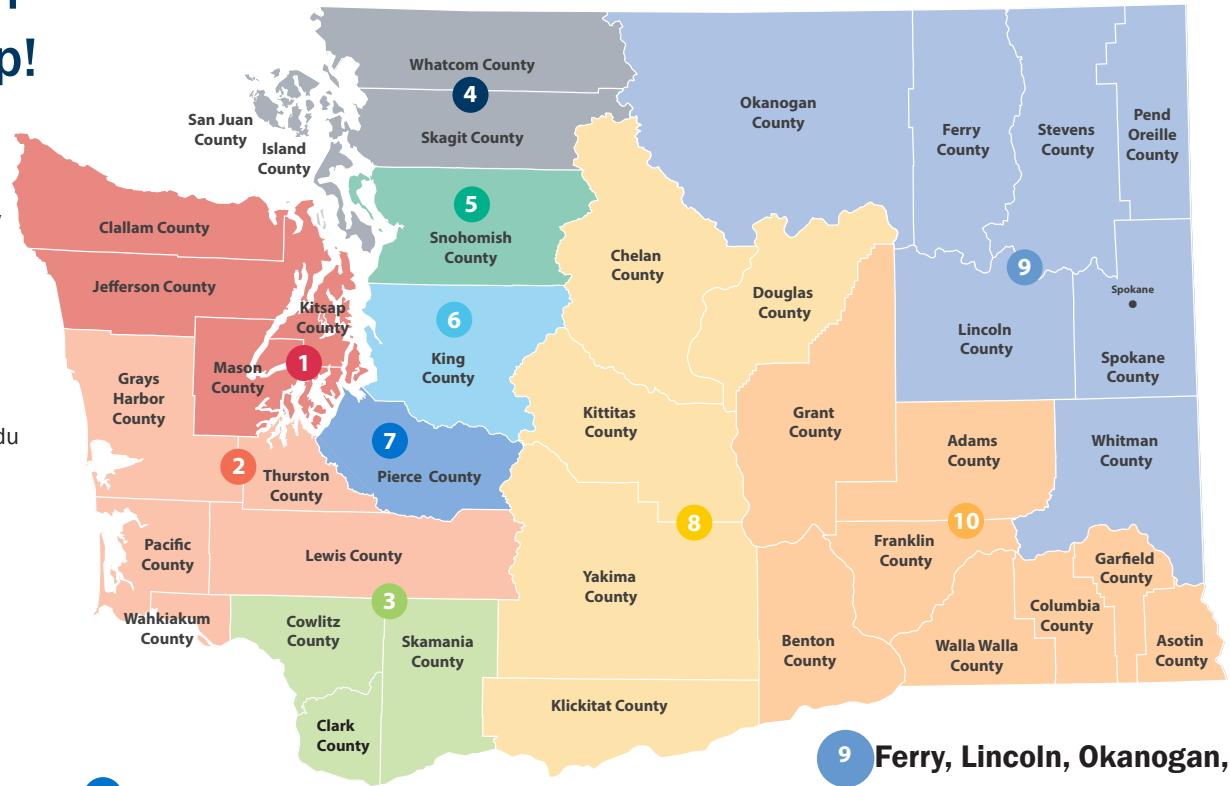 p!
du
Whatcom County
4
Skagit County
San Juan
County
Island
County
Okanogan
County
Ferry
County
Stevens
County
Pend
Oreille
County
5
Snohomish
County
Clallam County
Jefferson County
Kitsap
County
Chelan
County
Douglas
County
9
Spokane
Spokane
County
Lincoln
County
6
King
County
1
Mason
County
Grays
Harbor
County
Kittitas
County
Grant
County
Adams
County
Whitman
County
7
Pierce County
2
Thurston
County
8
10
Franklin
County
Pacific
County
Lewis County
Yakima
County
Garfield
County
Columbia
County
Wahkiakum
County
3
Cowlitz
County
Skamania
County
Benton
County
Walla Walla
County
Asotin
County
Clark
County
Klickitat County
9 Ferry, Lincoln, Okanogan,